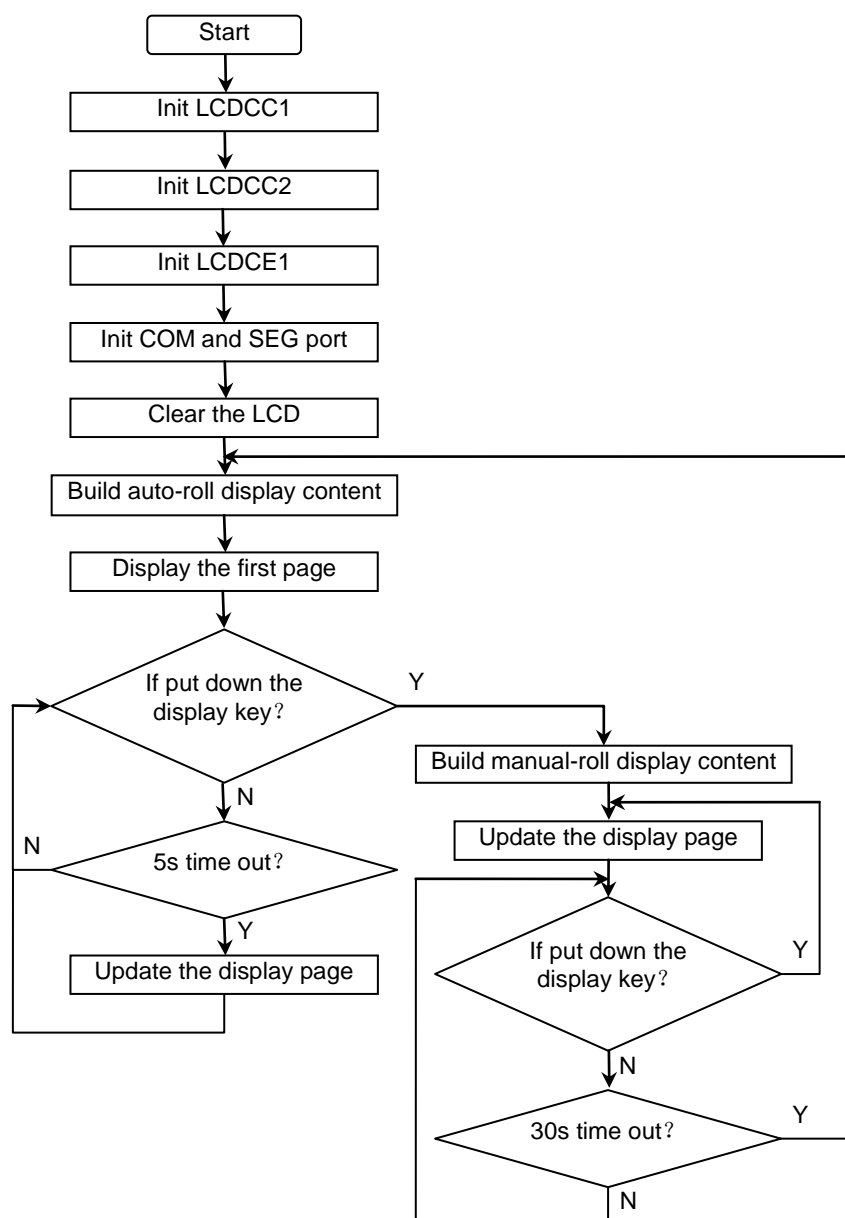 Start
Init LCDCC1
Init LCDCC2
Init LCDCE1
Init COM and SEG port
Clear the LCD
Build auto-roll display content
Display the first page
If put down the
display key？
Y
N
5s time out？
N
Y
Update the display page
Build manual-roll display content
Update the display page
If put down the
display key？
Y
N
30s time out？
Y
N